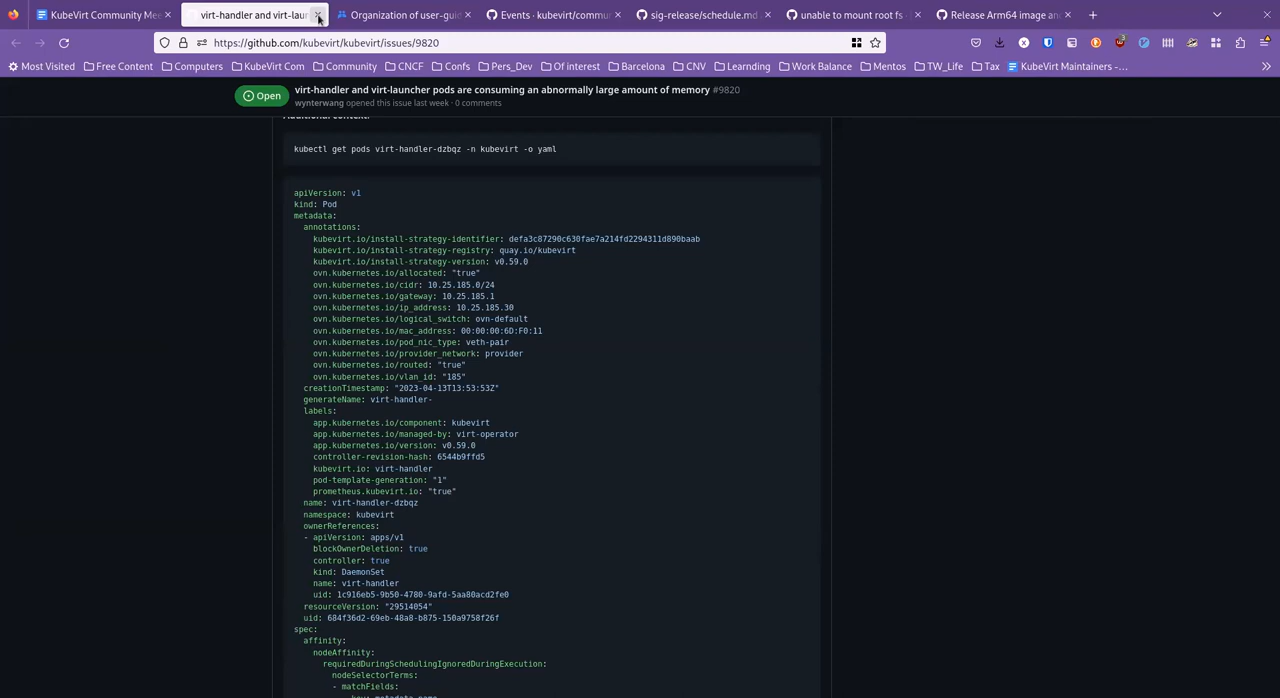 KubeVirt Community Mee
virt-handler and virt-lau
Organization of user-gui
Events · kubevirt/commu
sig-release/schedule.md
unable to mount root fs
Release Arm64 image an
https://github.com/kubevirt/kubevirt/issues/9820
3
Most Visited
Free Content
Computers
KubeVirt Com
Community
CNCF
Confs
Pers_Dev
Of interest
Barcelona
CNV
Learnding
Work Balance
Mentos
TW_Life
Tax
KubeVirt Maintainers -...
Open
virt-handler and virt-launcher pods are consuming an abnormally large amount of memory #9820
wynterwang opened this issue last week · 0 comments
Additional context:
kubectl get pods virt-handler-dzbqz -n kubevirt -o yaml
apiVersion: v1
kind: Pod
metadata:
annotations:
kubevirt.io/install-strategy-identifier: defa3c87290c630fae7a214fd2294311d890baab
kubevirt.io/install-strategy-registry: quay.io/kubevirt
kubevirt.io/install-strategy-version: v0.59.0
ovn.kubernetes.io/allocated: "true"
ovn.kubernetes.io/cidr: 10.25.185.0/24
ovn.kubernetes.io/gateway: 10.25.185.1
ovn.kubernetes.io/ip_address: 10.25.185.30
ovn.kubernetes.io/logical_switch: ovn-default
ovn.kubernetes.io/mac_address: 00:00:00:6D:F0:11
ovn.kubernetes.io/pod_nic_type: veth-pair
ovn.kubernetes.io/provider_network: provider
ovn.kubernetes.io/routed: "true"
ovn.kubernetes.io/vlan_id: "185"
creationTimestamp: "2023-04-13T13:53:53Z"
generateName: virt-handler-
labels:
app.kubernetes.io/component: kubevirt
app.kubernetes.io/managed-by: virt-operator
app.kubernetes.io/version: v0.59.0
controller-revision-hash: 6544b9ffd5
kubevirt.io: virt-handler
pod-template-generation: "1"
prometheus.kubevirt.io: "true"
name: virt-handler-dzbqz
namespace: kubevirt
ownerReferences:
- apiVersion: apps/v1
blockOwnerDeletion: true
controller: true
kind: DaemonSet
name: virt-handler
uid: 1c916eb5-9b50-4780-9afd-5aa80acd2fe0
resourceVersion: "29514054"
uid: 684f36d2-69eb-48a8-b875-150a9758f26f
spec:
affinity:
nodeAffinity:
requiredDuringSchedulingIgnoredDuringExecution:
nodeSelectorTerms:
- matchFields: